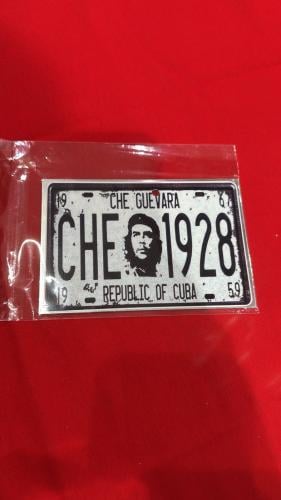 19 CHE GUEVARA 67
CHE 1928
19 REPUBLIC OF CUBA 59